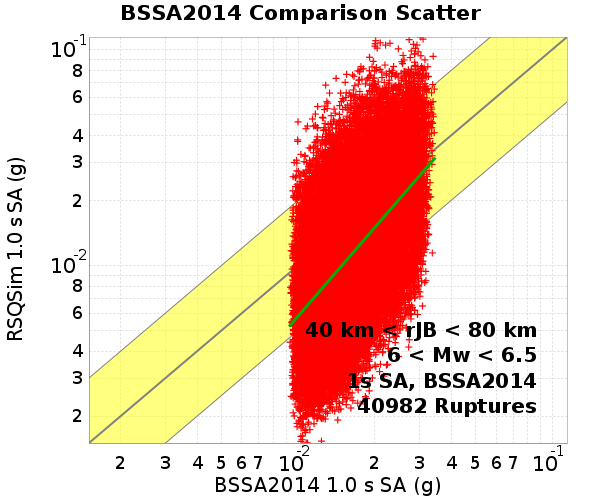 BSSA2014 Comparison Scatter
RSQSim 1.0 s SA (g)
10-1
8
6
4
3
2
10-2
8
6
4
3
2
40 km < rJB < 80 km
6 < Mw < 6.5
1s SA, BSSA2014
40982 Ruptures
2 3 4 5 6 7 10-2 2 3 4 5 6 7 10-1
BSSA2014 1.0 s SA (g)